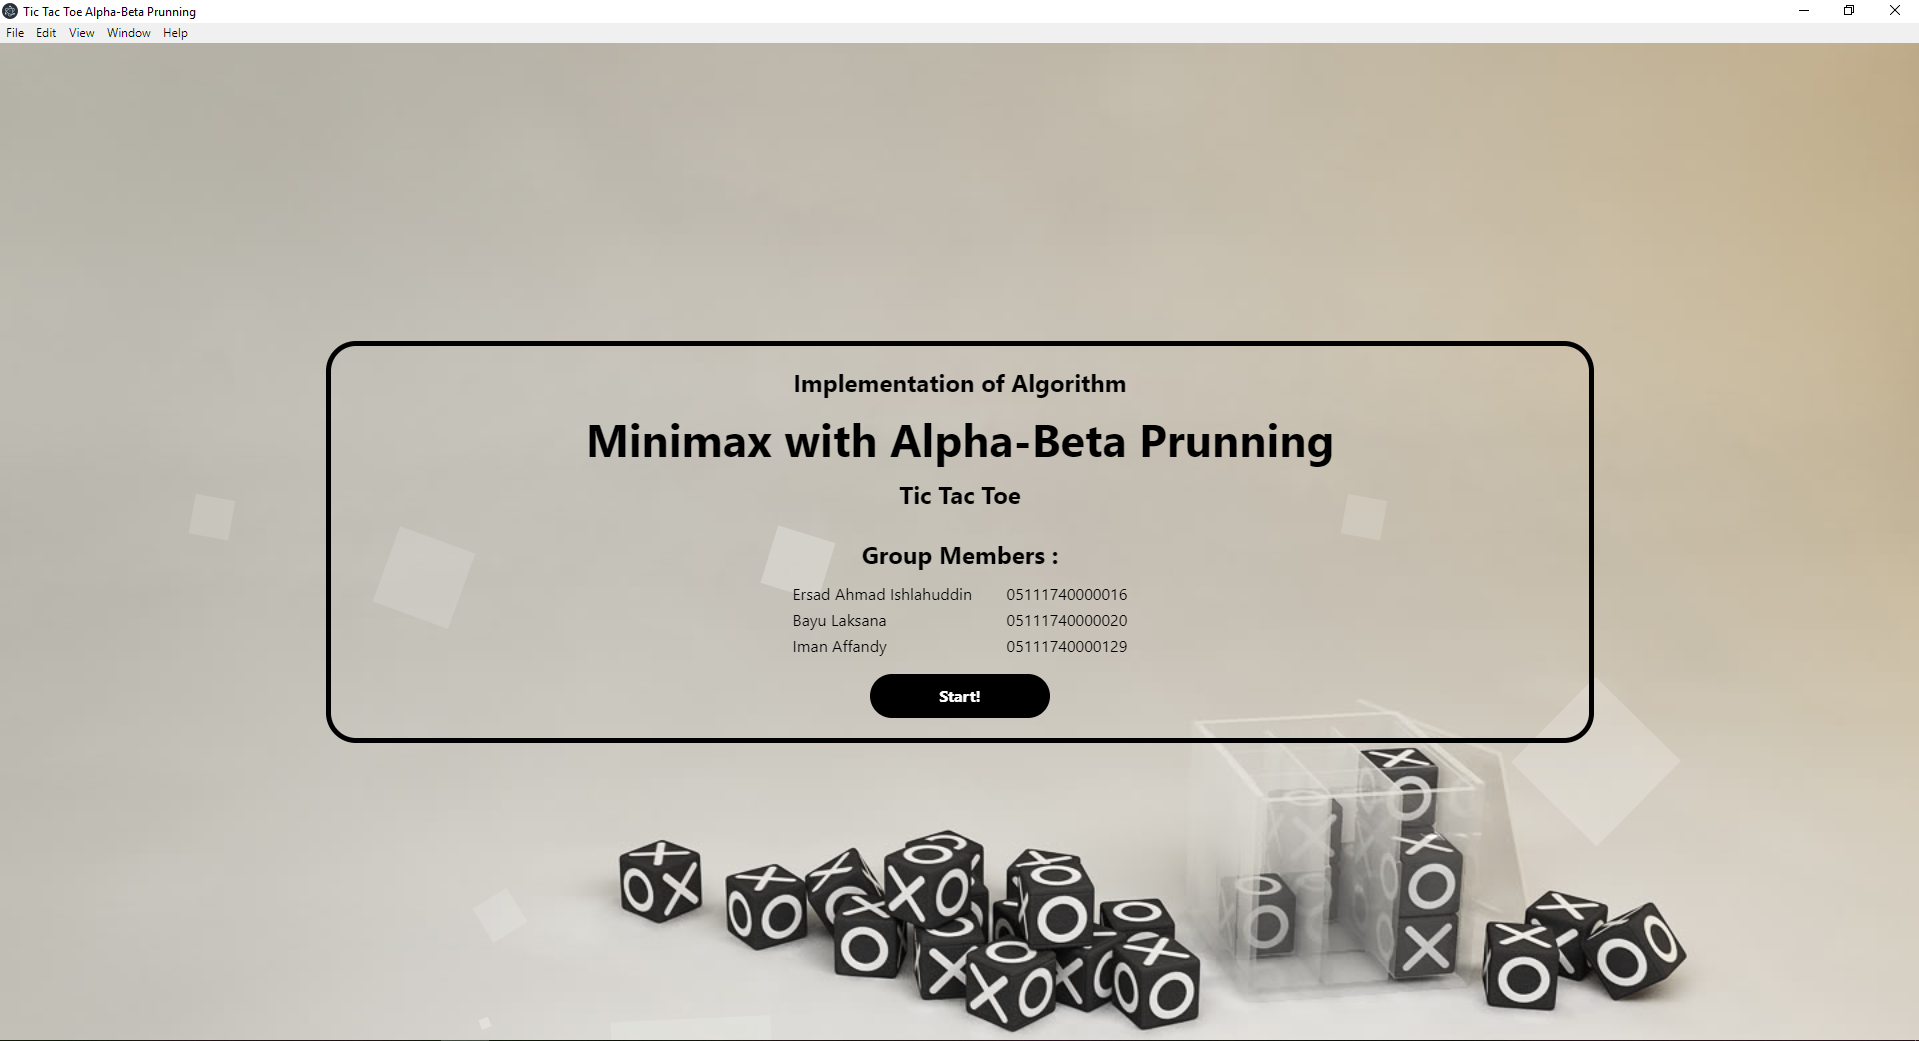 Tic Tac Toe Alpha-Beta Prunning
File Edit View Window Help
Implementation of Algorithm
Minimax with Alpha-Beta Prunning
Tic Tac Toe
Group Members :
Ersad Ahmad Ishlahuddin 05111740000016
Bayu Laksana 05111740000020
Iman Affandy 05111740000129
Start!